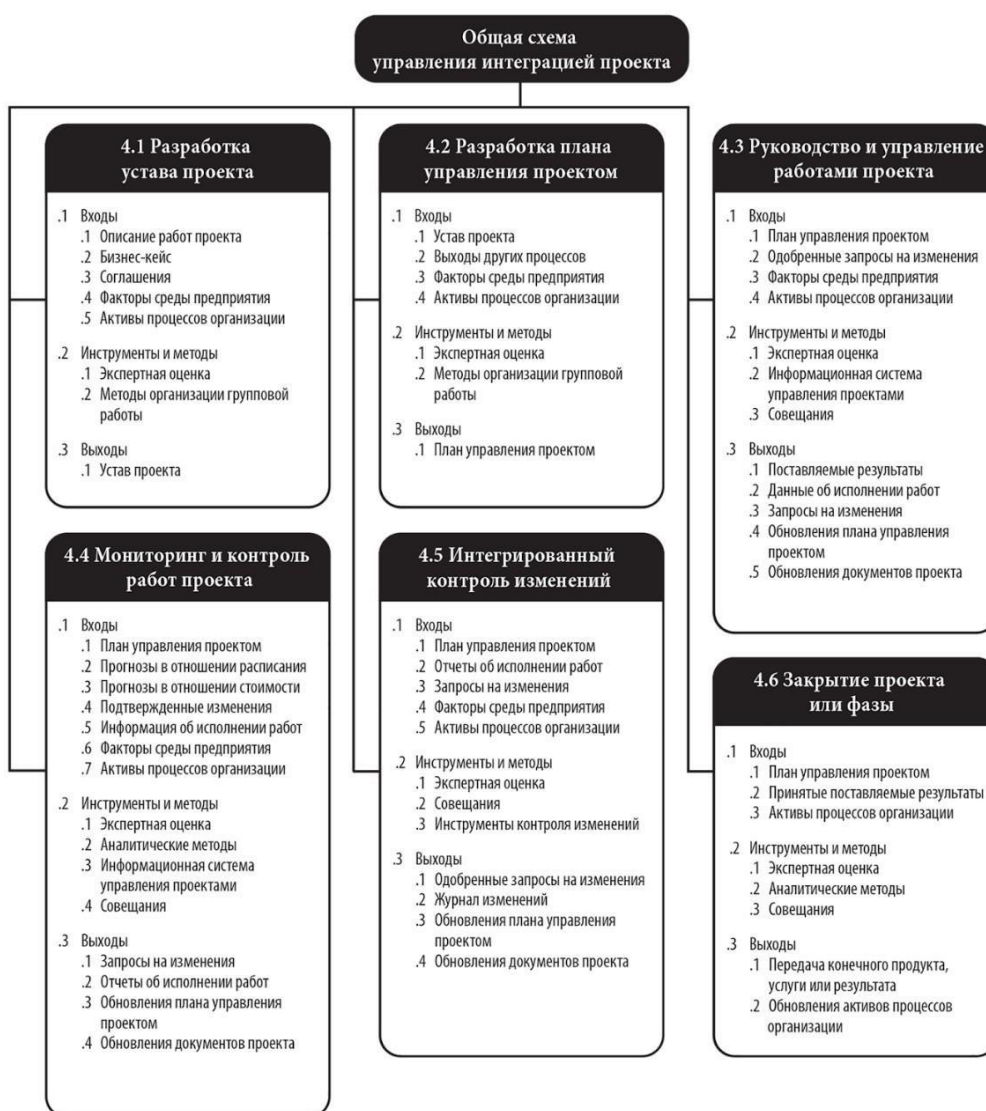 Общая схема
управления интеграцией проекта
4.1 Разработка
устава проекта
.1 Входы
.1 Описание работ проекта
.2 Бизнес-кейс
.3 Соглашения
.4 Факторы среды предприятия
.5 Активы процессов организации
.2 Инструменты и методы
.1 Экспертная оценка
.2 Методы организации групповой
работы
.3 Выходы
.1 Устав проекта
4.2 Разработка плана
управления проектом
.1 Входы
.1 Устав проекта
.2 Выходы других процессов
.3 Факторы среды предприятия
.4 Активы процессов организации
.2 Инструменты и методы
.1 Экспертная оценка
.2 Методы организации групповой
работы
.3 Выходы
.1 План управления проектом
4.3 Руководство и управление
работами проекта
.1 Входы
.1 План управления проектом
.2 Одобренные запросы на изменения
.3 Факторы среды предприятия
.4 Активы процессов организации
.2 Инструменты и методы
.1 Экспертная оценка
.2 Информационная система
управления проектами
.3 Совещания
.3 Выходы
.1 Поставляемые результаты
.2 Данные об исполнении работ
.3 Запросы на изменения
.4 Обновления плана управления
проектом
.5 Обновления документов проекта
4.4 Мониторинг и контроль
работ проекта
.1 Входы
.1 План управления проектом
.2 Прогнозы в отношении расписания
.3 Прогнозы в отношении стоимости
.4 Подтвержденные изменения
.5 Информация об исполнении работ
.6 Факторы среды предприятия
.7 Активы процессов организации
.2 Инструменты и методы
.1 Экспертная оценка
.2 Аналитические методы
.3 Информационная система
управления проектами
.4 Совещания
.3 Выходы
.1 Запросы на изменения
.2 Отчеты об исполнении работ
.3 Обновления плана управления
проектом
.4 Обновления документов проекта
4.5 Интегрированный
контроль изменений
.1 Входы
.1 План управления проектом
.2 Отчеты об исполнении работ
.3 Запросы на изменения
.4 Факторы среды предприятия
.5 Активы процессов организации
.2 Инструменты и методы
.1 Экспертная оценка
.2 Совещания
.3 Инструменты контроля изменений
.3 Выходы
.1 Одобренные запросы на изменения
.2 Журнал изменений
.3 Обновления плана управления
проектом
.4 Обновления документов проекта
4.6 Закрытие проекта
или фазы
.1 Входы
.1 План управления проектом
.2 Принятые поставляемые результаты
.3 Активы процессов организации
.2 Инструменты и методы
.1 Экспертная оценка
.2 Аналитические методы
.3 Совещания
.3 Выходы
.1 Передача конечного продукта,
услуги или результата
.2 Обновления активов процессов
организации